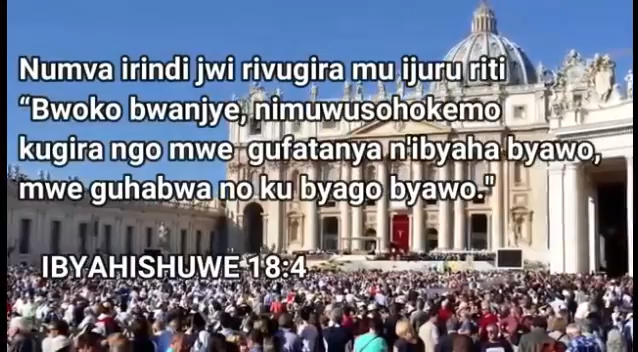 Numva irindi jwi rivugira mu ijuru riti
“Bwoko bwanjye, nimuwusohokemo
kugira ngo mwe gufatanya n'ibyaha byawo,
mwe guhabwa no ku byago byawo."
IBYAHISHUWE 18:4